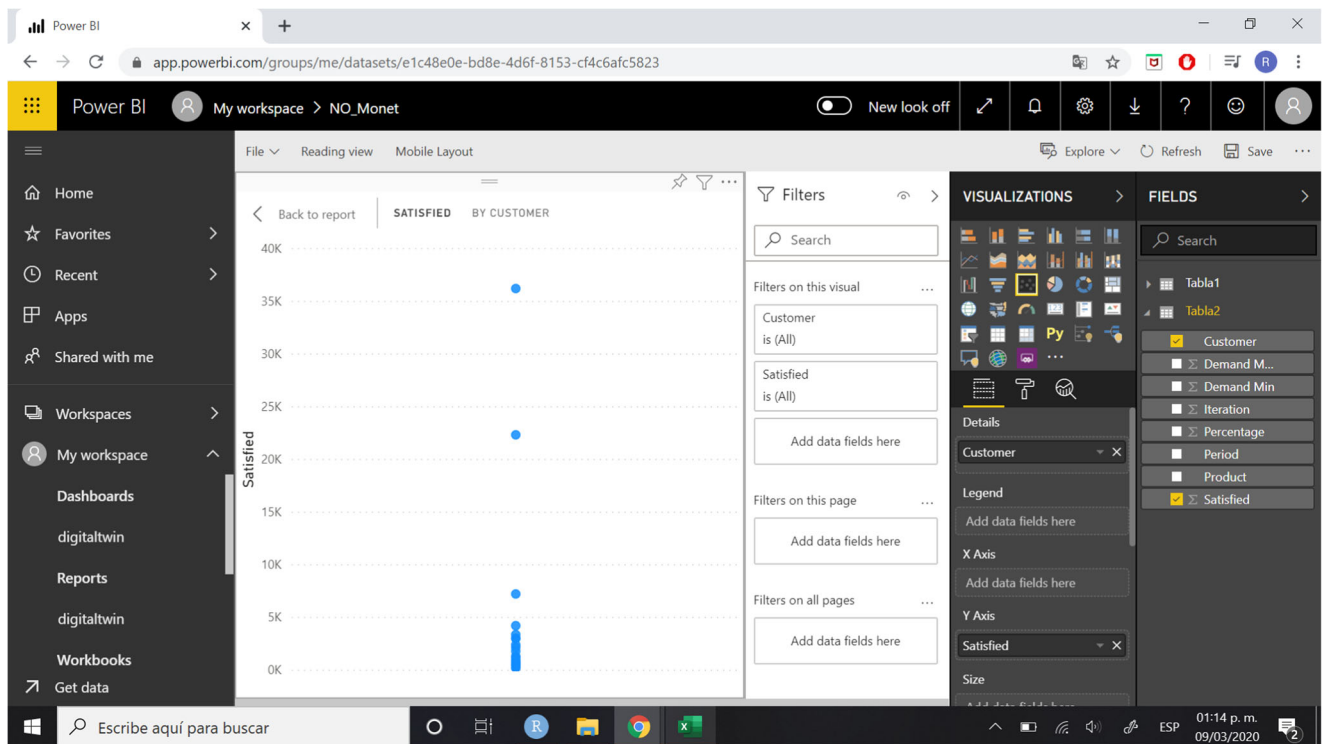 Power BI
app.powerbi.com/groups/me/datasets/e1c48e0e-bd8e-4d6f-8153-cf4c6afc5823
R
Power BI
My workspace > NO_Monet
New look off
File
Reading view
Mobile Layout
Explore
Refresh
Save
Home
Favorites
Recent
Apps
Shared with me
Workspaces
My workspace
Dashboards
digitaltwin
Reports
digitaltwin
Workbooks
Get data
Back to report
SATISFIED
BY CUSTOMER
40K
35K
30K
25K
20K
15K
10K
5K
0K
Satisfied
Filters
Search
Filters on this visual
Customer
is (All)
Satisfied
is (All)
Add data fields here
Filters on this page
Add data fields here
Filters on all pages
Add data fields here
VISUALIZATIONS
Py
Details
Customer
Legend
Add data fields here
X Axis
Add data fields here
Y Axis
Satisfied
Size
FIELDS
Search
Tabla1
Tabla2
Customer
Demand M...
Demand Min
Iteration
Percentage
Period
Product
Satisfied
Escribe aquí para buscar
R
ESP
01:14 p. m.
09/03/2020
2